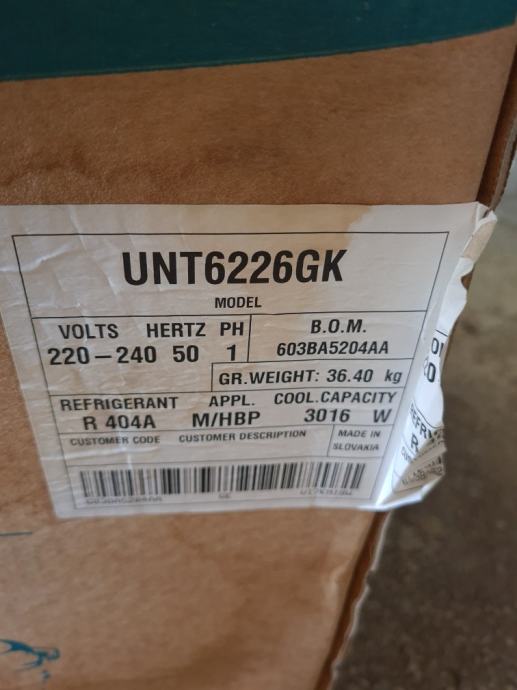 UNT6226GK
MODEL
VOLTS HERTZ PH
220-240 50 1
B.O.M.
603BA5204AA
GR.WEIGHT: 36.40 kg
REFRIGERANT APPL. COOL.CAPACITY
R 404A M/HBP 3016 W
CUSTOMER CODE CUSTOMER DESCRIPTION
MADE IN
SLOVAKIA